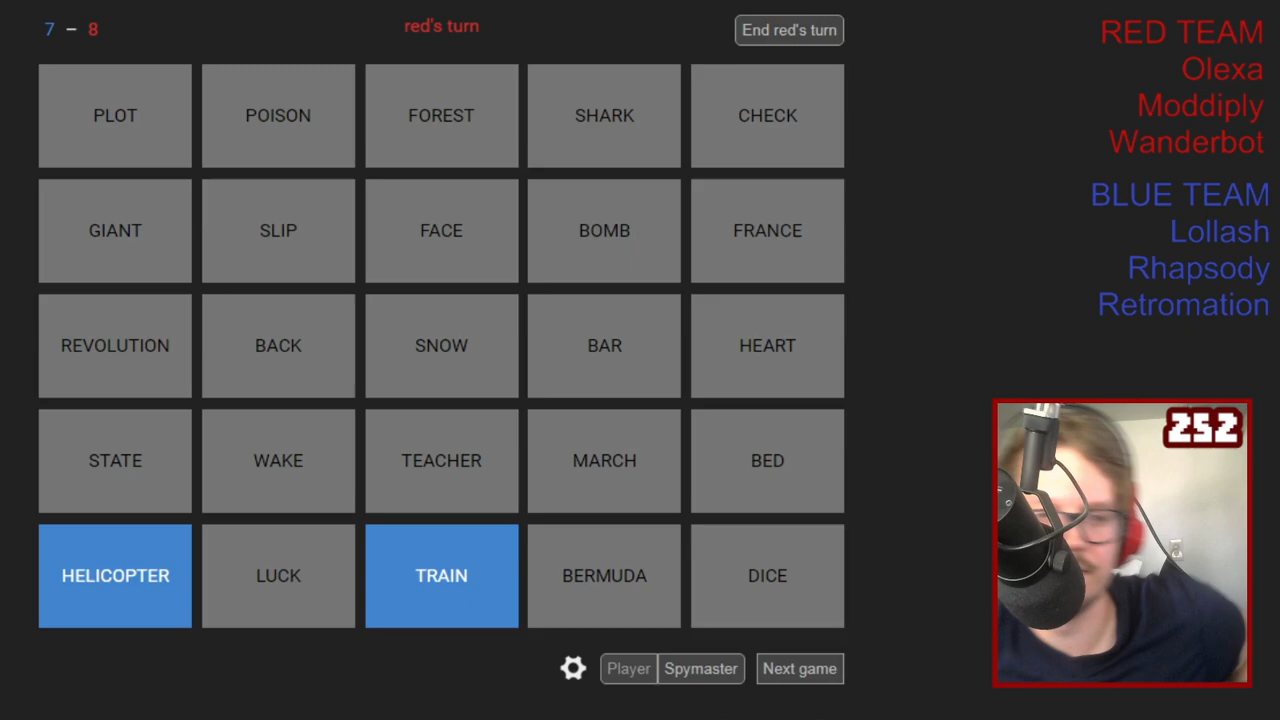 7 – 8
red's turn
End red's turn
PLOT
POISON
FOREST
SHARK
CHECK
GIANT
SLIP
FACE
BOMB
FRANCE
REVOLUTION
BACK
SNOW
BAR
HEART
STATE
WAKE
TEACHER
MARCH
BED
HELICOPTER
LUCK
TRAIN
BERMUDA
DICE
Player
Spymaster
Next game
RED TEAM
Olexa
Moddiply
Wanderbot
BLUE TEAM
Lollash
Rhapsody
Retromation
252